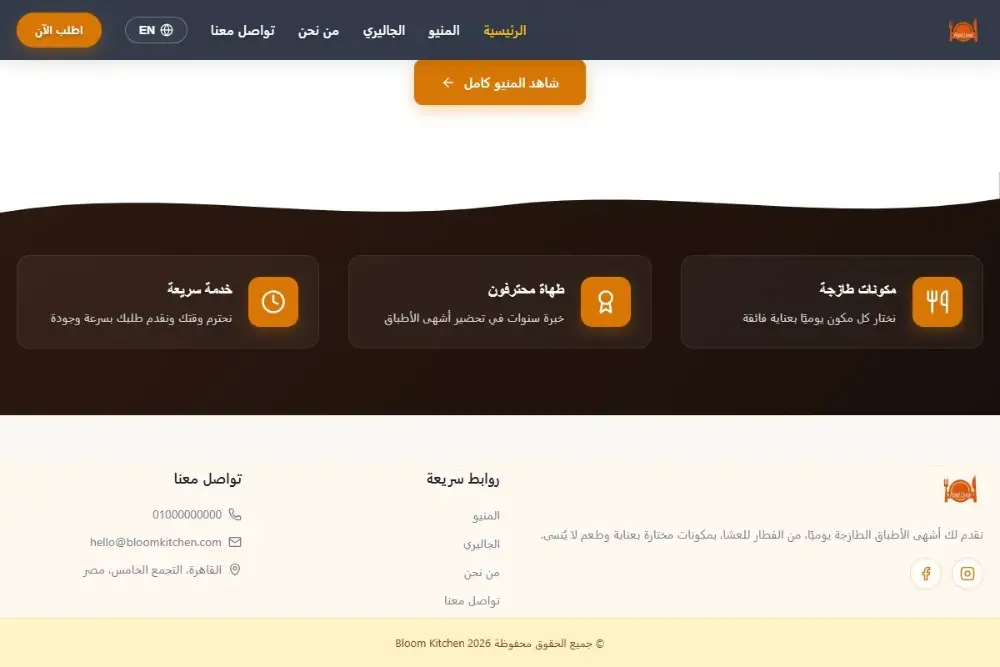 الرئيسية
المنيو
الجاليري
من نحن
تواصل معنا
EN
اطلب الآن
شاهد المنيو كامل
مكونات طازجة
نختار كل مكون يوميًا بعناية فائقة
طهاة محترفون
خبرة سنوات في تحضير أشهى الأطباق
خدمة سريعة
نحترم وقتك ونقدم طلبك بسرعة وجودة
نقدم لك أشهى الأطباق الطازجة يوميًا، من الفطار للعشا، بمكونات مختارة بعناية وطعم لا يُنسى.
روابط سريعة
المنيو
الجاليري
من نحن
تواصل معنا
تواصل معنا
01000000000
hello@bloomkitchen.com
القاهرة، التجمع الخامس، مصر
© جميع الحقوق محفوظة 2026 Bloom Kitchen